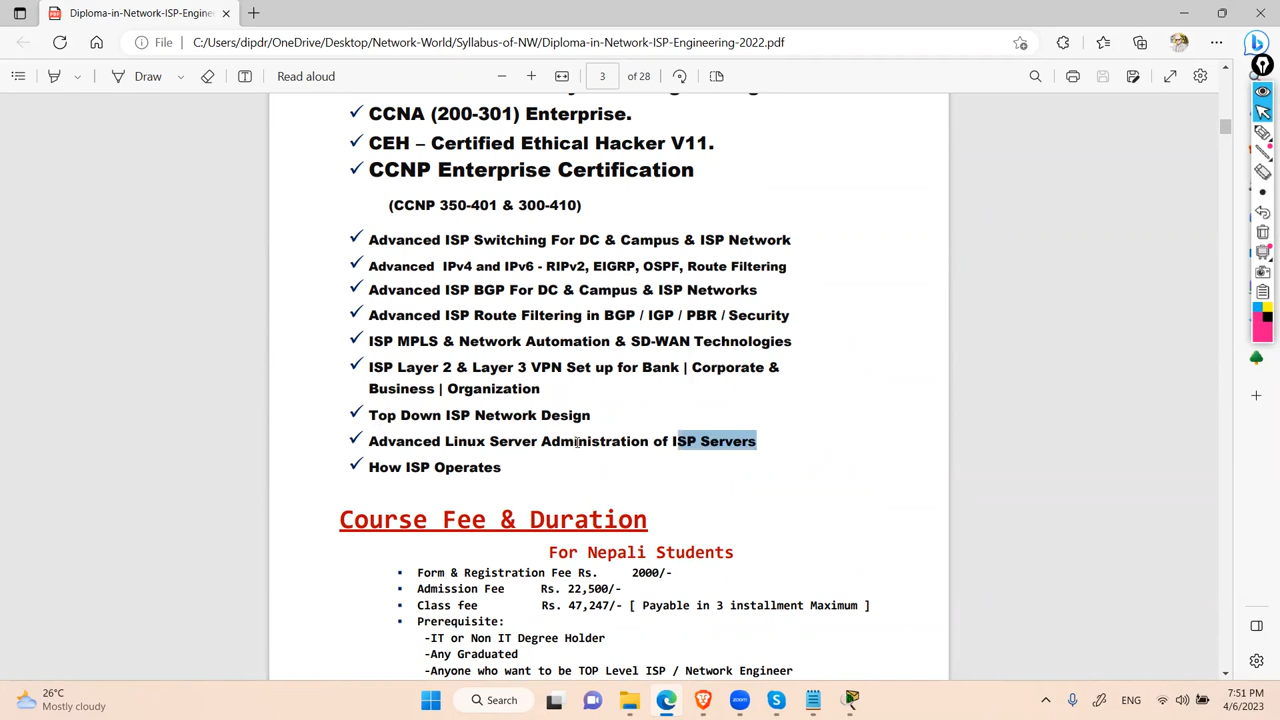 Diploma-in-Network-ISP-Enginee
File
C:/Users/dipdr/OneDrive/Desktop/Network-World/Syllabus-of-NW/Diploma-in-Network-ISP-Engineering-2022.pdf
Draw
Read aloud
3
of 28
CCNA (200-301) Enterprise.
CEH – Certified Ethical Hacker V11.
CCNP Enterprise Certification
(CCNP 350-401 & 300-410)
Advanced ISP Switching For DC & Campus & ISP Network
Advanced IPv4 and IPv6 - RIPv2, EIGRP, OSPF, Route Filtering
Advanced ISP BGP For DC & Campus & ISP Networks
Advanced ISP Route Filtering in BGP / IGP / PBR / Security
ISP MPLS & Network Automation & SD-WAN Technologies
ISP Layer 2 & Layer 3 VPN Set up for Bank | Corporate &
Business | Organization
Top Down ISP Network Design
Advanced Linux Server Administration of ISP Servers
How ISP Operates
Course Fee & Duration
For Nepali Students
Form & Registration Fee Rs. 2000/-
Admission Fee Rs. 22,500/-
Class fee Rs. 47,247/- [ Payable in 3 installment Maximum ]
Prerequisite:
-IT or Non IT Degree Holder
-Any Graduated
-Anyone who want to be TOP Level ISP / Network Engineer
26°C
Mostly cloudy
Search
zoom
ENG
7:51 PM
4/6/2023